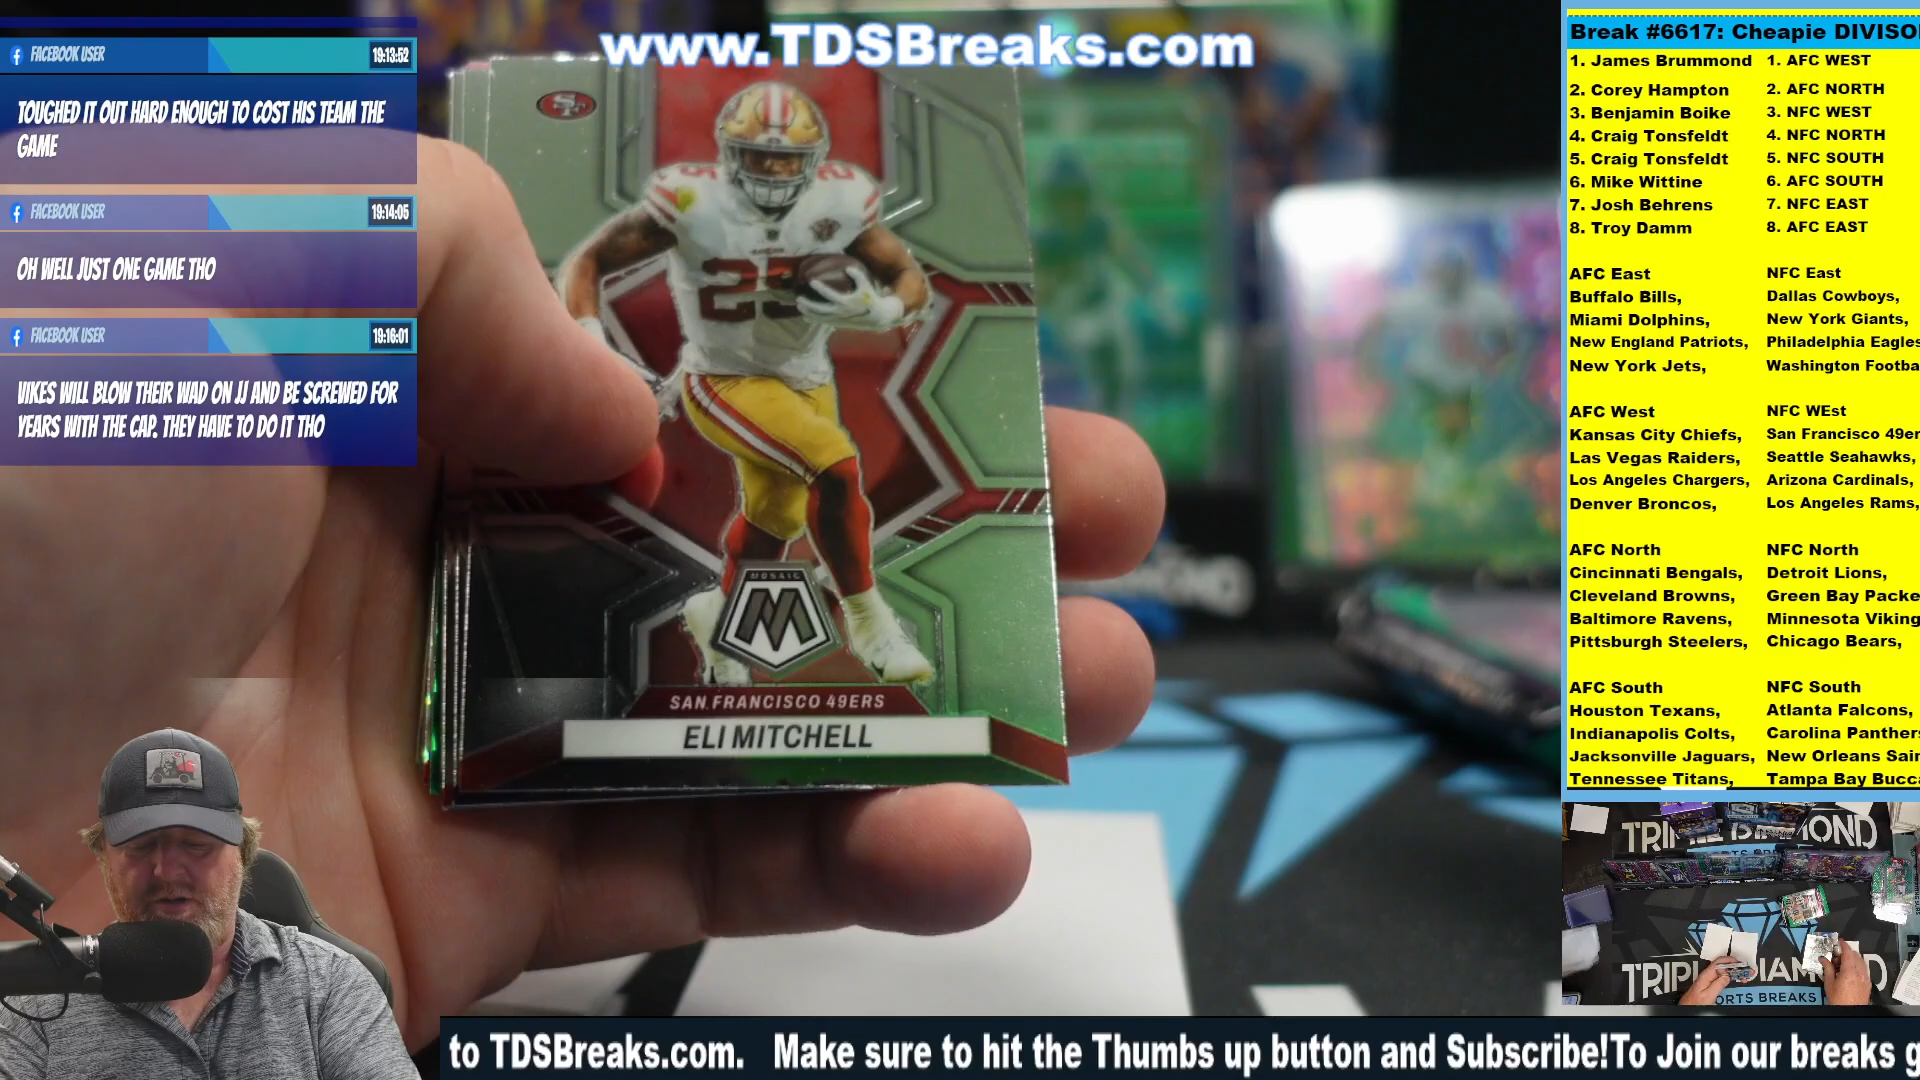 www.TDSBreaks.com
FACEBOOK USER
19:13:52
TOUGHED IT OUT HARD ENOUGH TO COST HIS TEAM THE
GAME
FACEBOOK USER
19:14:05
OH WELL JUST ONE GAME THO
FACEBOOK USER
19:16:01
VIKES WILL BLOW THEIR WAD ON JJ AND BE SCREWED FOR
YEARS WITH THE CAP. THEY HAVE TO DO IT THO
25
MOSAIC
M
SAN FRANCISCO 49ERS
ELI MITCHELL
Break #6617: Cheapie DIVISO
1. James Brummond 1. AFC WEST
2. Corey Hampton 2. AFC NORTH
3. Benjamin Boike 3. NFC WEST
4. Craig Tonsfeldt 4. NFC NORTH
5. Craig Tonsfeldt 5. NFC SOUTH
6. Mike Wittine 6. AFC SOUTH
7. Josh Behrens 7. NFC EAST
8. Troy Damm 8. AFC EAST
AFC East NFC East
Buffalo Bills, Dallas Cowboys,
Miami Dolphins, New York Giants,
New England Patriots, Philadelphia Eagles
New York Jets, Washington Footba
AFC West NFC WEst
Kansas City Chiefs, San Francisco 49er
Las Vegas Raiders, Seattle Seahawks,
Los Angeles Chargers, Arizona Cardinals,
Denver Broncos, Los Angeles Rams,
AFC North NFC North
Cincinnati Bengals, Detroit Lions,
Cleveland Browns, Green Bay Packe
Baltimore Ravens, Minnesota Viking
Pittsburgh Steelers, Chicago Bears,
AFC South NFC South
Houston Texans, Atlanta Falcons,
Indianapolis Colts, Carolina Panthers
Jacksonville Jaguars, New Orleans Sain
Tennessee Titans, Tampa Bay Bucca
TRIPLE DIAMOND
TRIPL DIAMOND
ORTS BREAKS
to TDSBreaks.com. Make sure to hit the Thumbs up button and Subscribe!To Join our breaks g